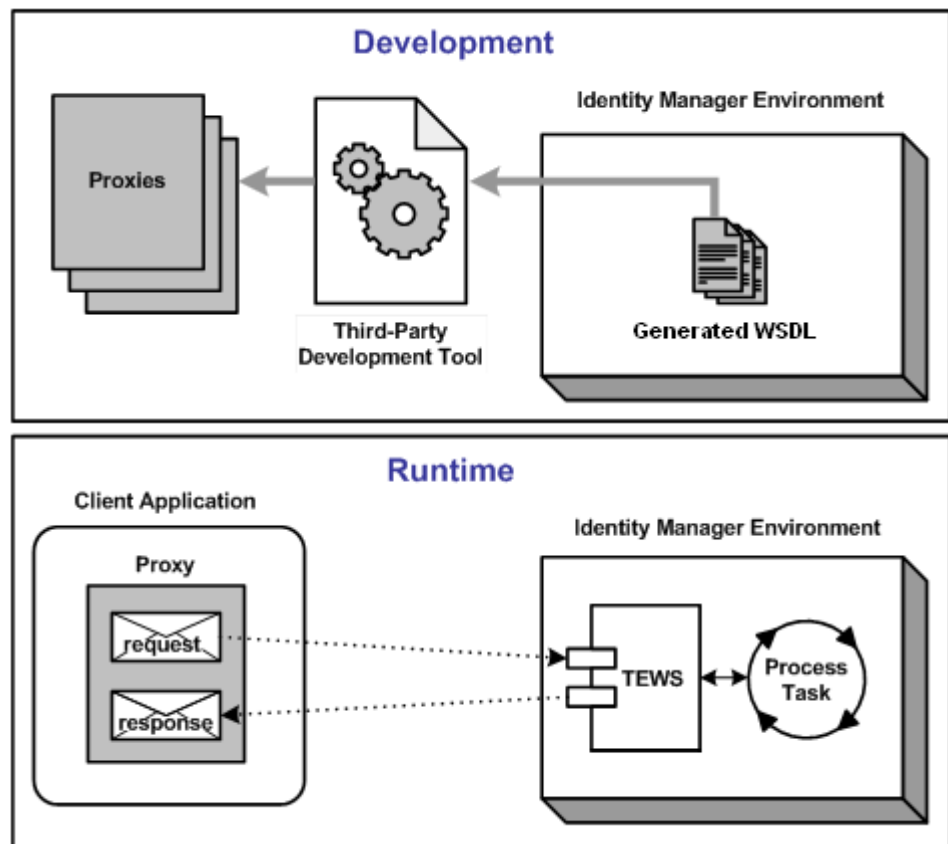 Development
Identity Manager Environment
Proxies
Third-Party
Development Tool
Generated WSDL
Runtime
Client Application
Identity Manager Environment
Proxy
request
response
TEWS
Process
Task